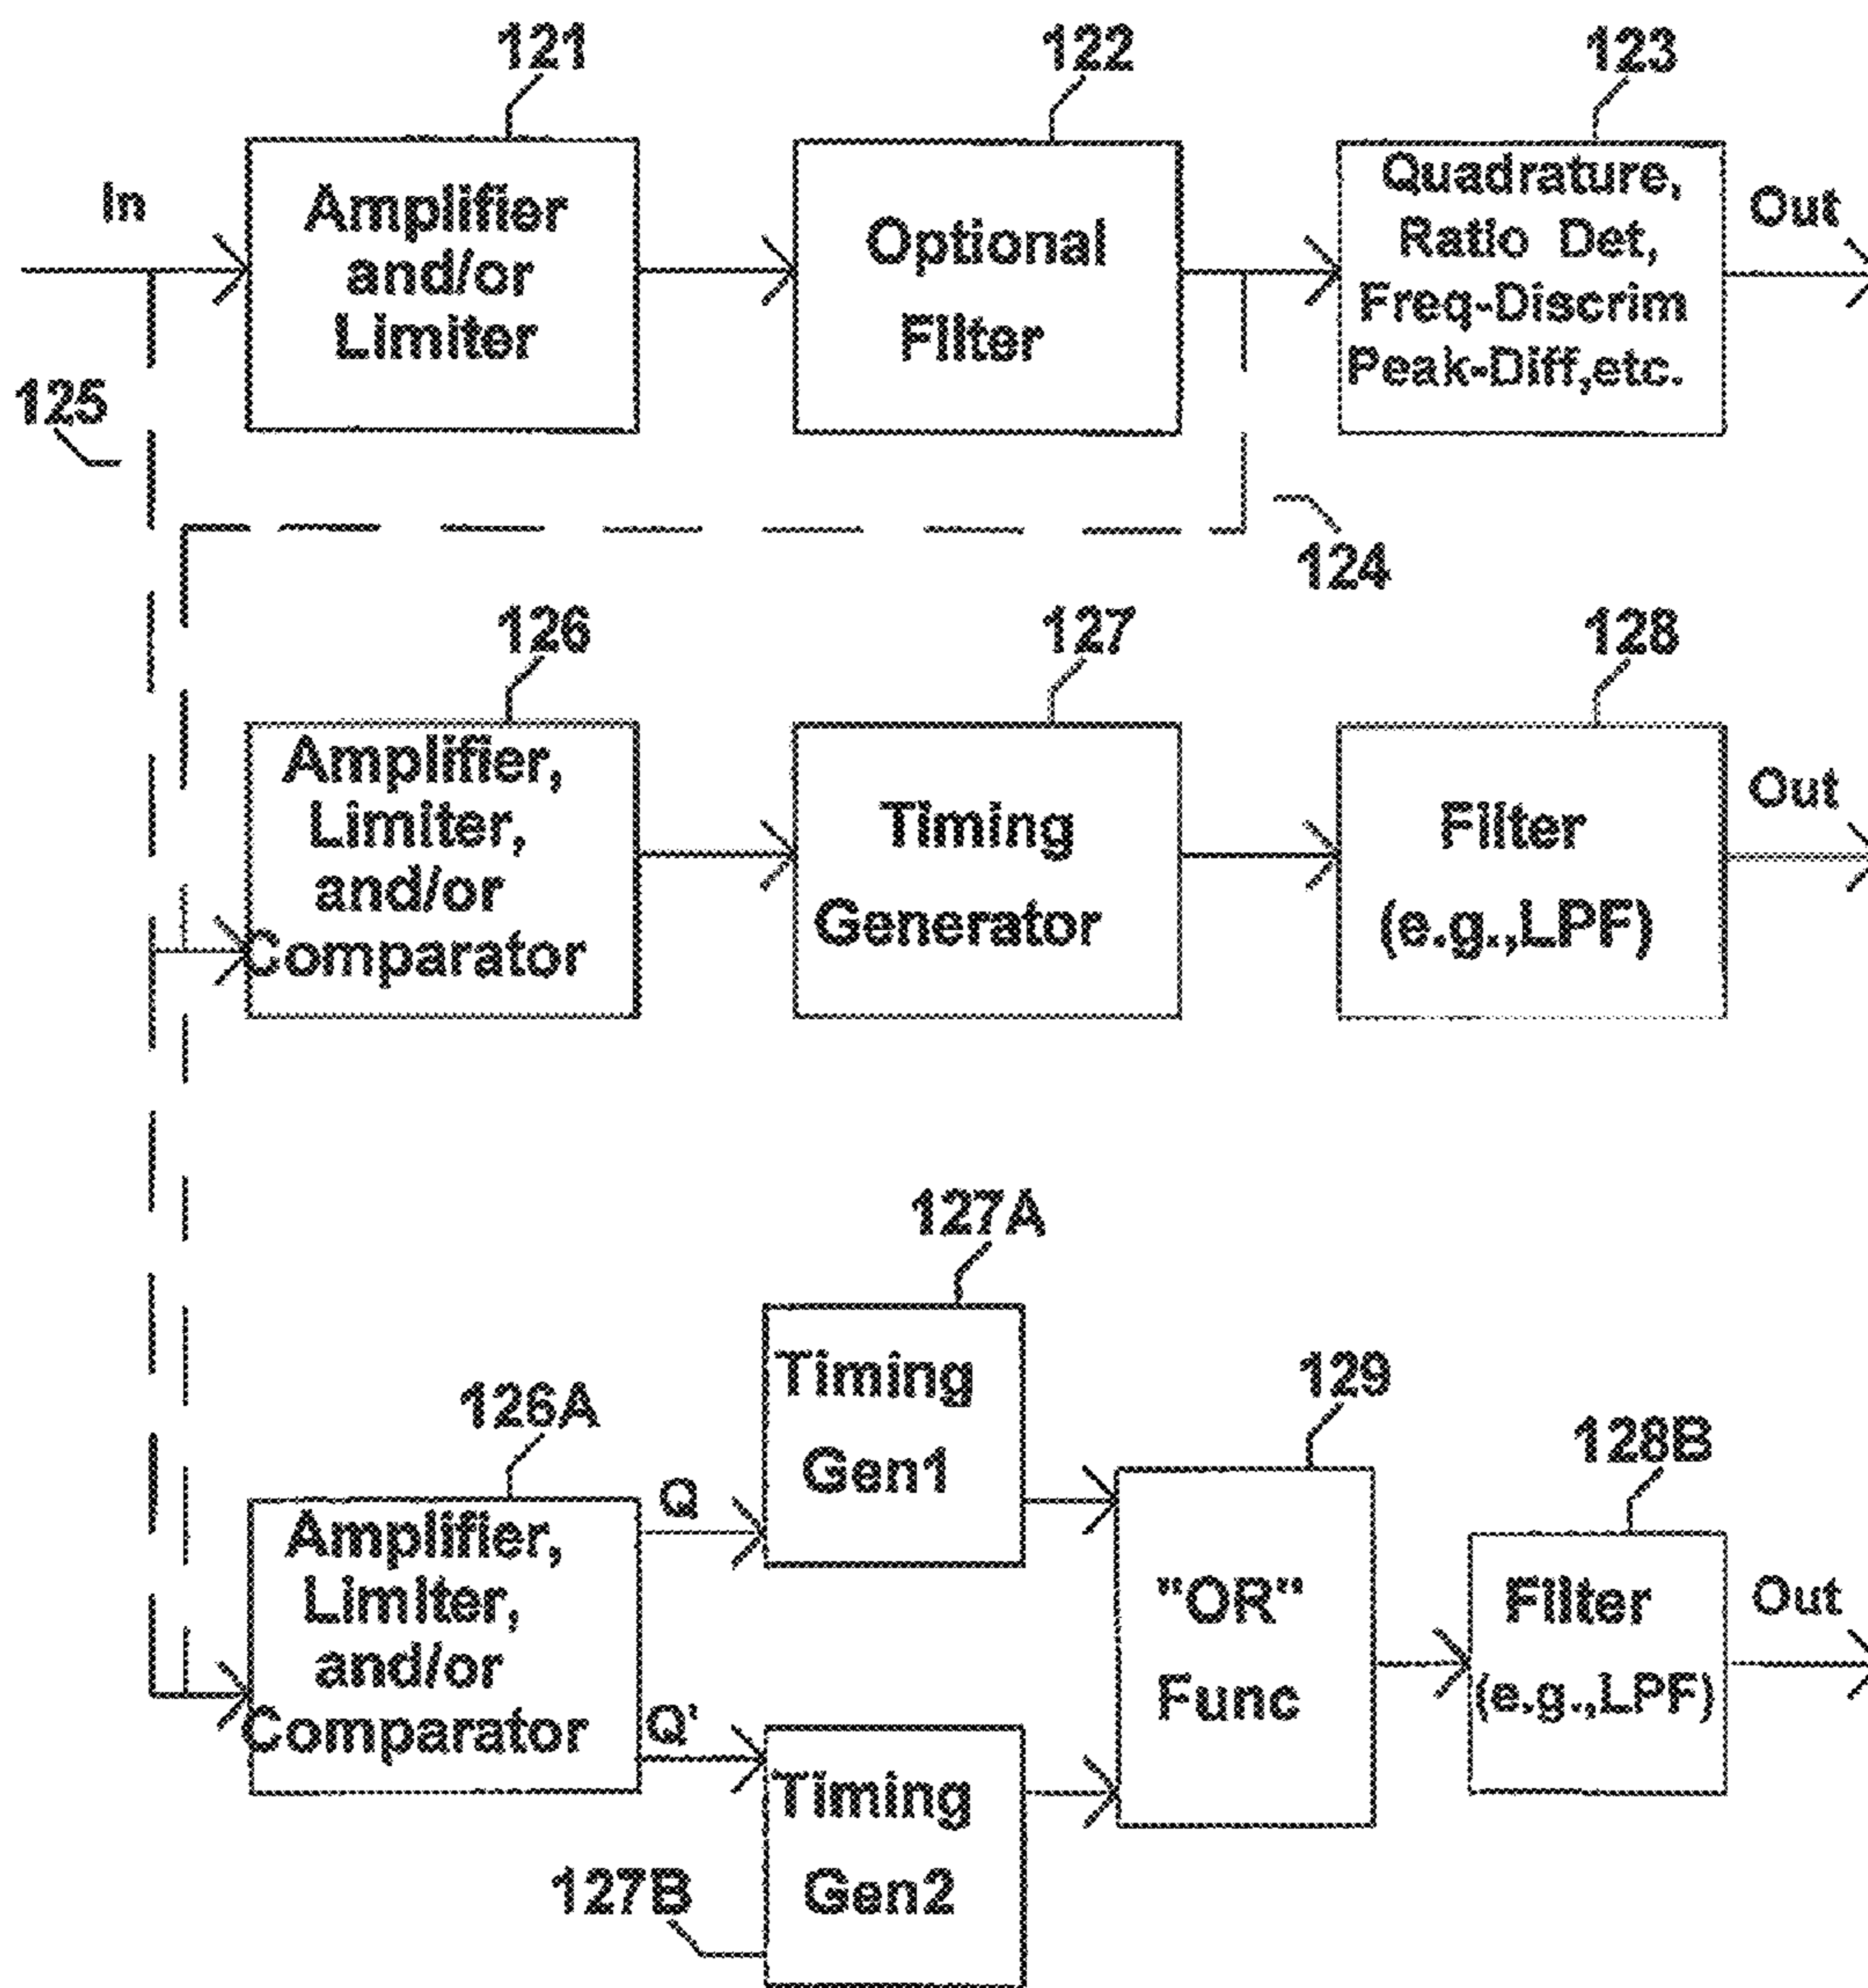 121
122
123
In
Amplifier
and/or
Limiter
Optional
Filter
Quadrature,
Ratio Det,
Freq-Discrim
Peak-Diff,etc.
Out
125
124
126
127
128
Amplifier,
Limiter,
and/or
Comparator
Timing
Generator
Filter
(e.g.,LPF)
Out
127A
Timing
Gen1
126A
129
128B
Amplifier,
Limiter,
and/or
Comparator
Q
Q'
"OR"
Func
Filter
(e.g.,LPF)
Out
Timing
Gen2
127B